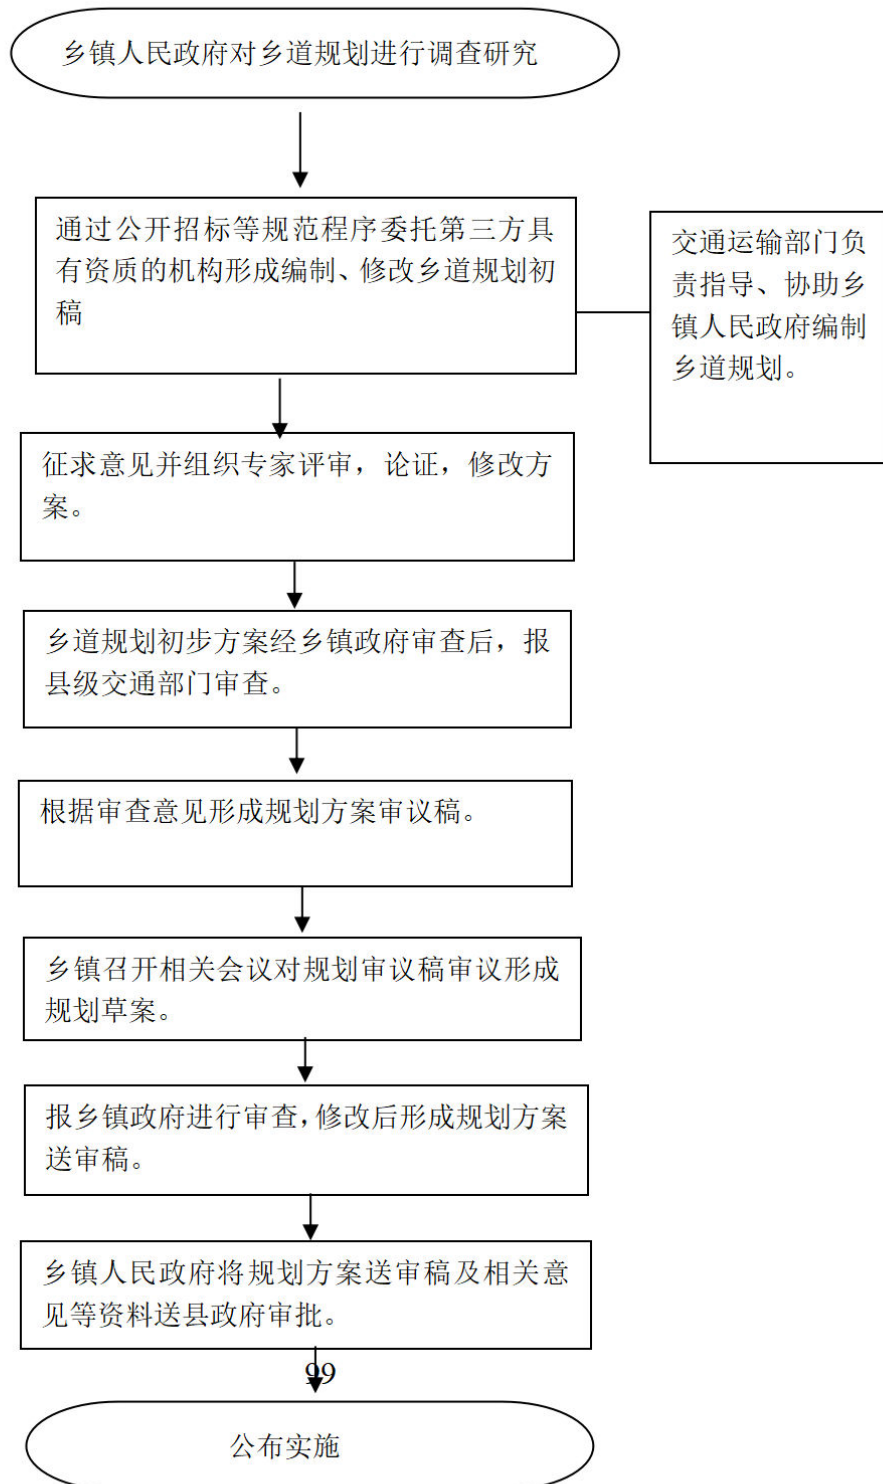 乡镇人民政府对乡道规划进行调查研究
通过公开招标等规范程序委托第三方具
有资质的机构形成编制、修改乡道规划初
稿
交通运输部门负
责指导、协助乡
镇人民政府编制
乡道规划。
征求意见并组织专家评审，论证，修改方
案。
乡道规划初步方案经乡镇政府审查后，报
县级交通部门审查。
根据审查意见形成规划方案审议稿。
乡镇召开相关会议对规划审议稿审议形成
规划草案。
报乡镇政府进行审查，修改后形成规划方案
送审稿。
乡镇人民政府将规划方案送审稿及相关意
见等资料送县政府审批。
99
公布实施